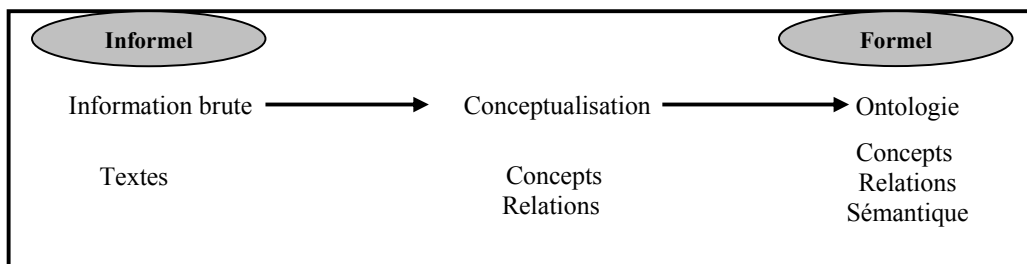 Informel
Formel
Information brute
Conceptualisation
Ontologie
Textes
Concepts
Relations
Concepts
Relations
Sémantique